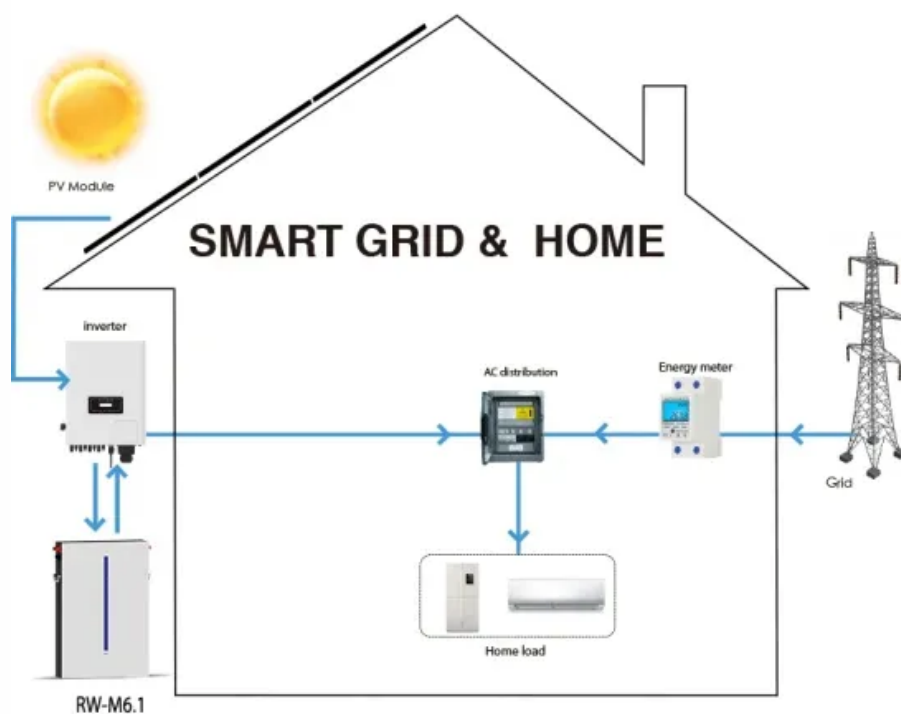 PV Module
SMART GRID & HOME
inverter
AC distribution
Energy meter
Grid
Home load
RW-M6.1